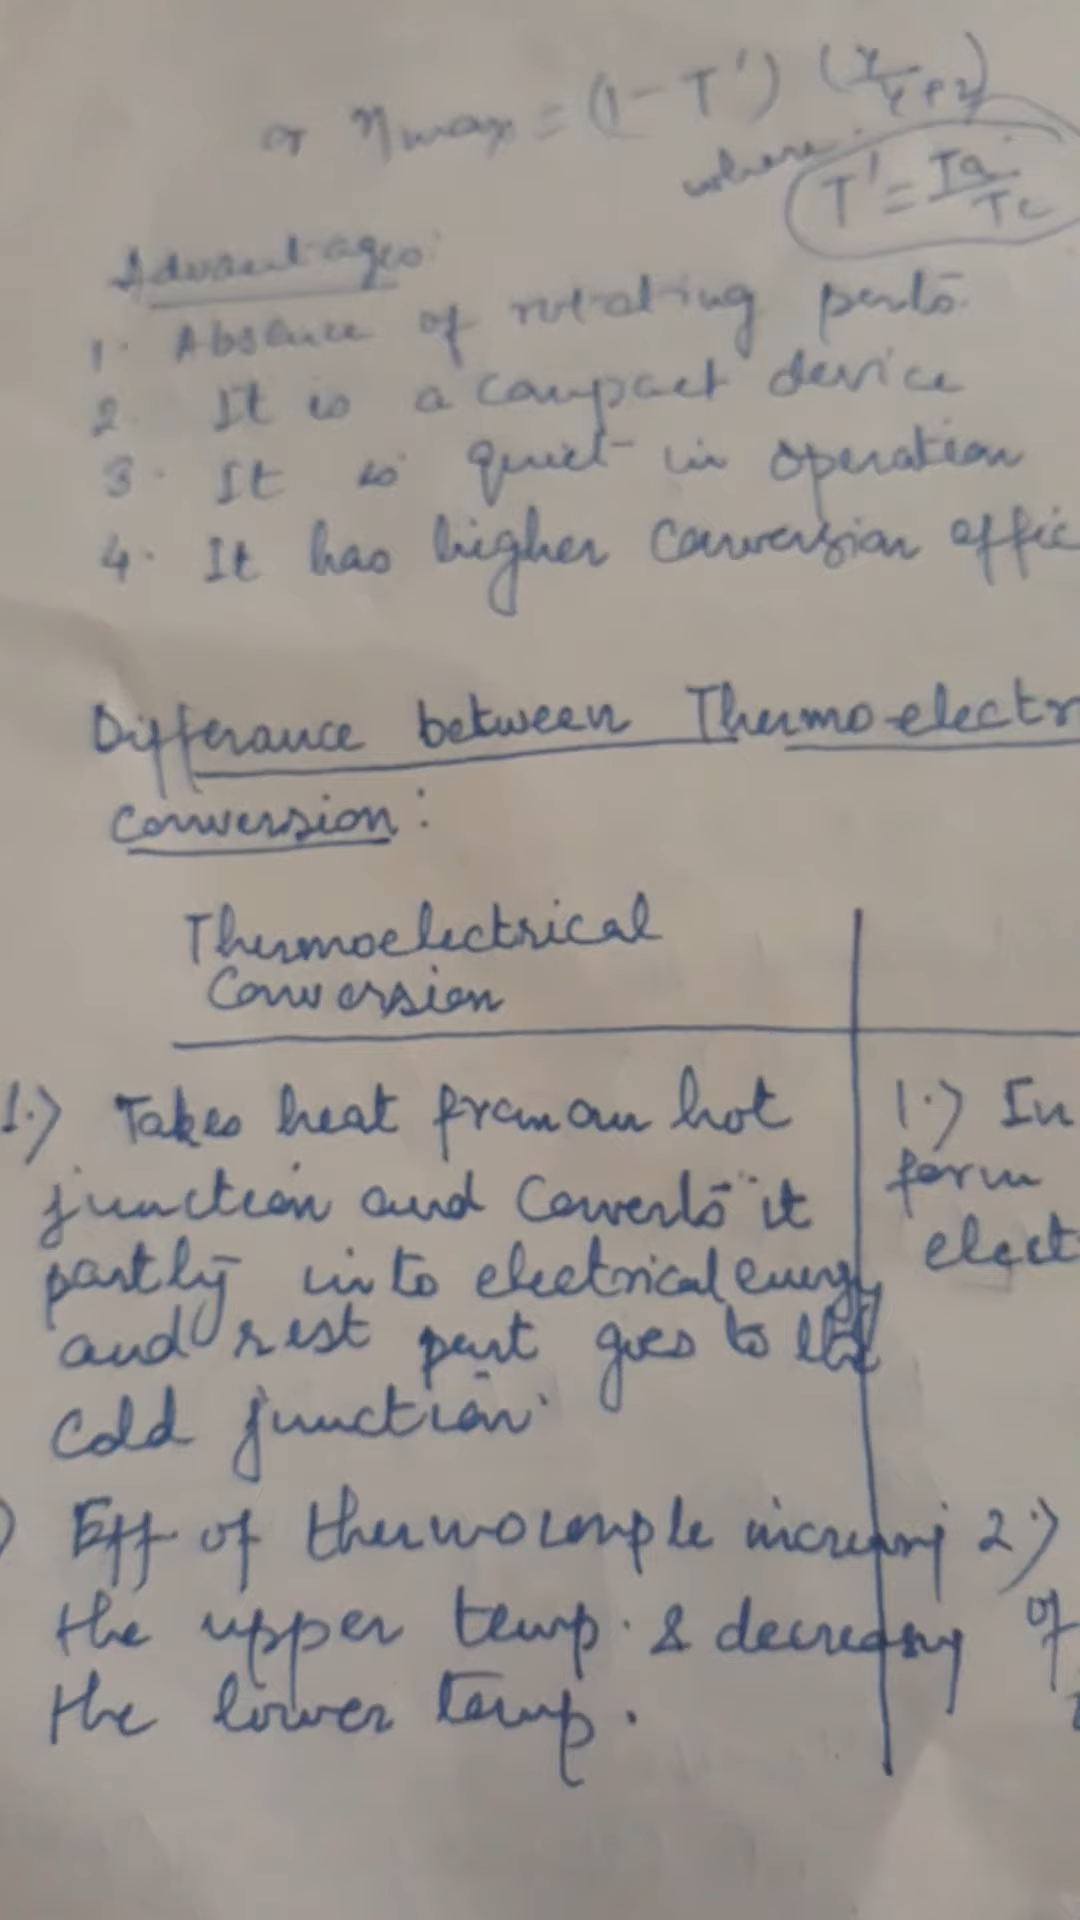 or ηmax = (1 - T')
where
T' = Ta/Tc
Advantages
1. Absence of rotating parts
2. It is a compact device
3. It is quiet in operation
4. It has higher conversion effic
Differance between Thermo-electr
conversion:
Thermoelectrical
Conversion
1.) Takes heat from an hot
junction and Converts it
partly into electrical energy
and rest part goes to the
cold junction.
) Eff. of thermocouple increasing
the upper temp. & decreasing
the lower temp.
1.) In
form
elect
2.)
of